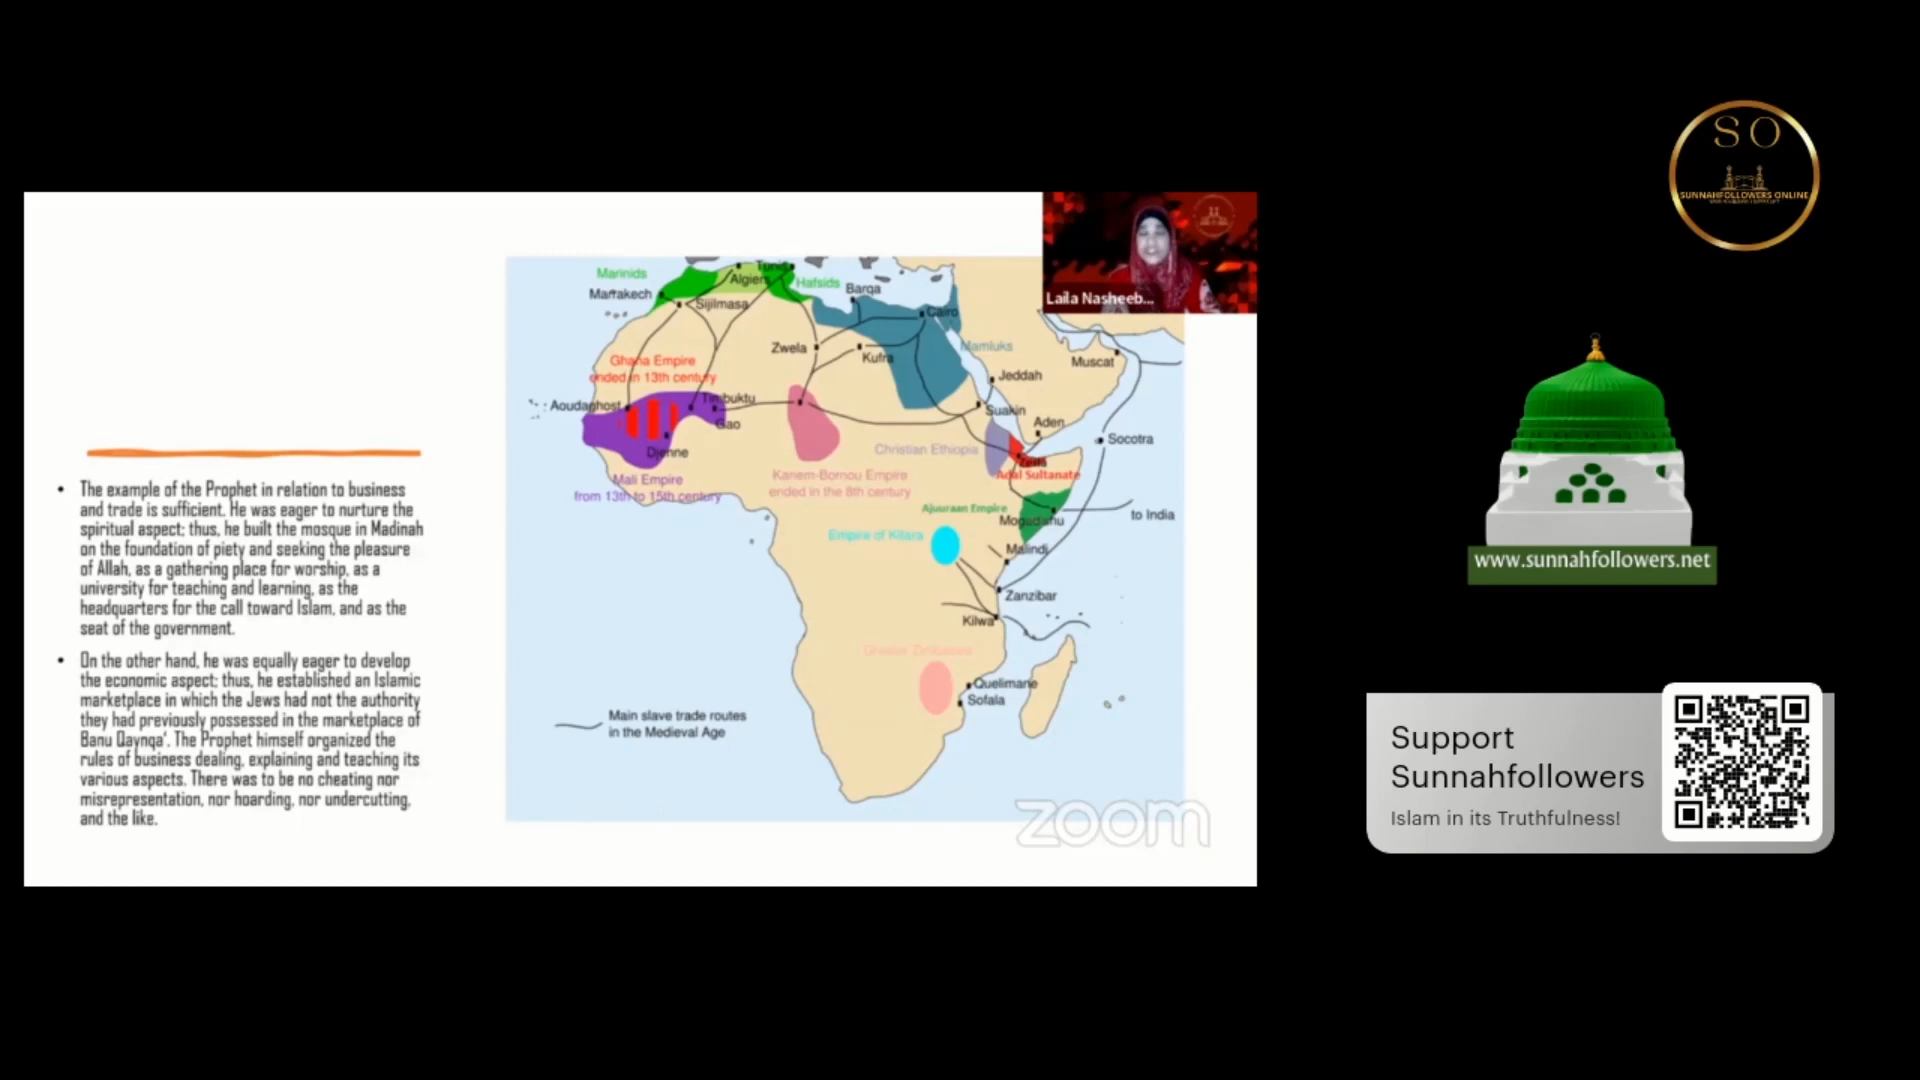 The example of the Prophet in relation to business
and trade is sufficient. He was eager to nurture the
spiritual aspect; thus, he built the mosque in Madinah
on the foundation of piety and seeking the pleasure
of Allah, as a gathering place for worship, as a
university for teaching and learning, as the
headquarters for the call toward Islam, and as the
seat of the government.
On the other hand, he was equally eager to develop
the economic aspect; thus, he established an Islamic
marketplace in which the Jews had not the authority
they had previously possessed in the marketplace of
Banu Qaynqa'. The Prophet himself organized the
rules of business dealing, explaining and teaching its
various aspects. There was to be no cheating nor
misrepresentation, nor hoarding, nor undercutting,
and the like.
Marinids
Marrakech
Sijilmasa
Algiers
Tunis
Hafsids
Barqa
Cairo
Zwela
Kufra
Mamluks
Muscat
Jeddah
Ghana Empire
ended in 13th century
Aoudaghost
Timbuktu
Gao
Djenne
Mali Empire
from 13th to 15th century
Suakin
Aden
Socotra
Christian Ethiopia
Zeila
Adal Sultanate
Kanem-Bornou Empire
ended in the 8th century
Ajuuraan Empire
Mogudishu
to India
Empire of Kitara
Malindi
Zanzibar
Kilwa
Greater Zimbabwe
Quelimane
Sofala
Main slave trade routes
in the Medieval Age
Laila Nasheeb...
zoom
SO
SUNNAHFOLLOWERS ONLINE
www.sunnahfollowers.net
Support
Sunnahfollowers
Islam in its Truthfulness!